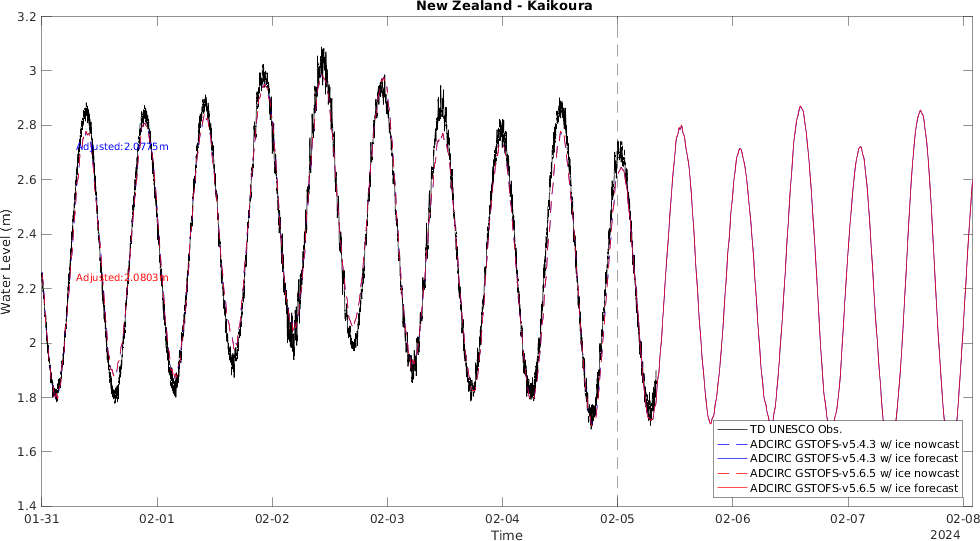 New Zealand - Kaikoura
3.2
3
2.8
2.6
2.4
2.2
2
1.8
1.6
1.4
Water Level (m)
Adjusted:2.0775m
Adjusted:2.0803m
TD UNESCO Obs.
ADCIRC GSTOFS-v5.4.3 w/ ice nowcast
ADCIRC GSTOFS-v5.4.3 w/ ice forecast
ADCIRC GSTOFS-v5.6.5 w/ ice nowcast
ADCIRC GSTOFS-v5.6.5 w/ ice forecast
01-31 02-01 02-02 02-03 02-04 02-05 02-06 02-07 02-08
Time
2024